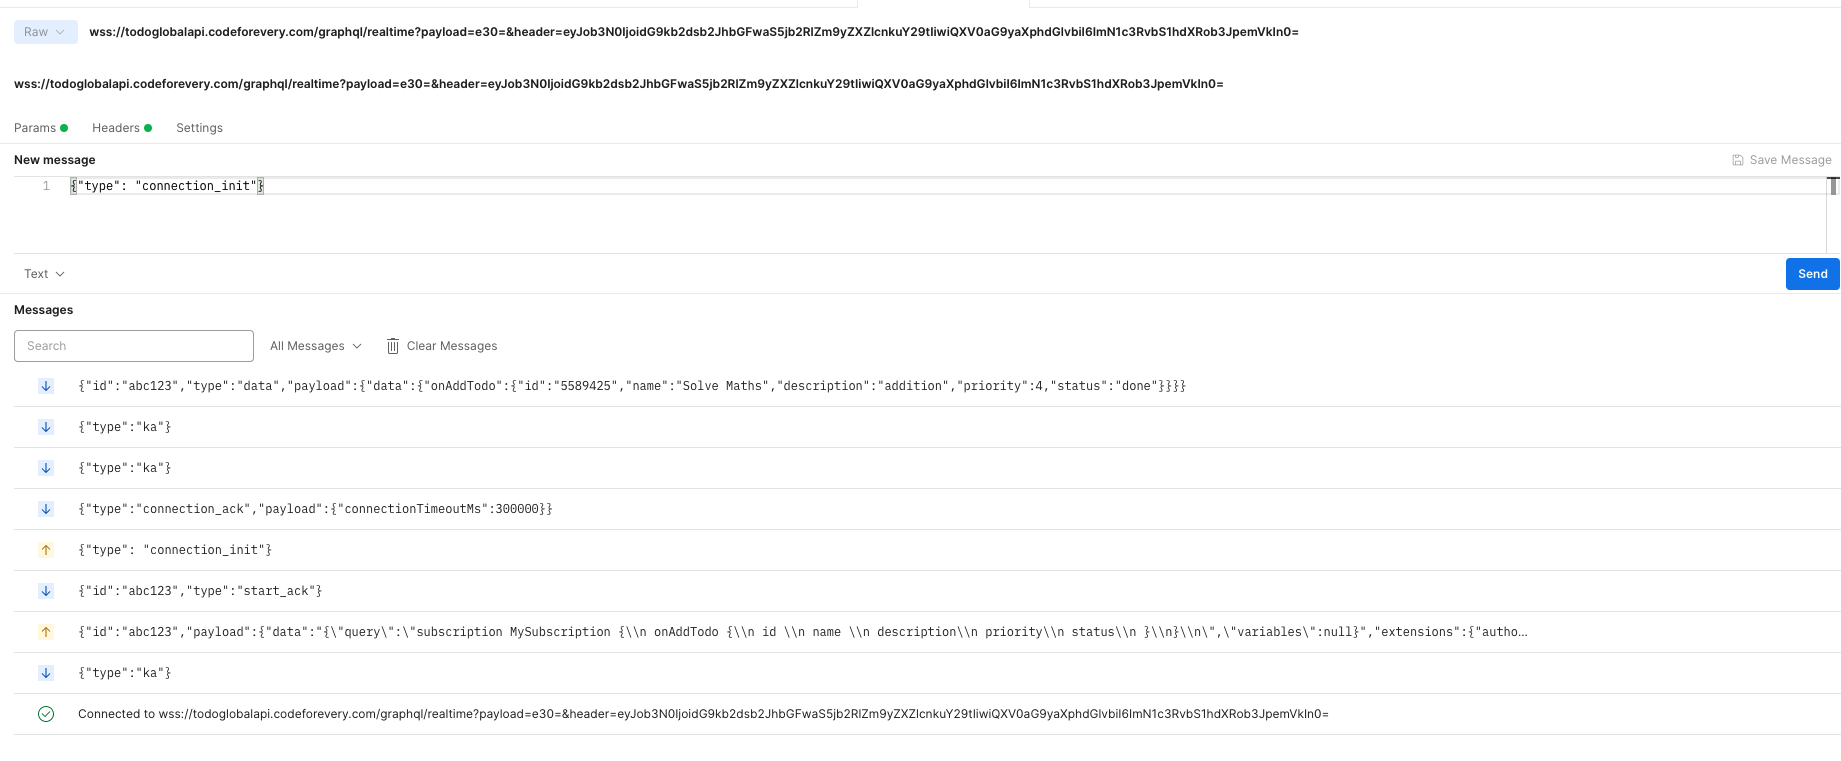 Raw
wss://todoglobalapi.codeforevery.com/graphql/realtime?payload=e30=&header=eyJob3N0IjoidG9kb2dsb2JhbGFwaS5jb2RlZm9yZXZlcnkuY29tIiwiQXV0aG9yaXphdGlvbiI6ImN1c3RvbS1hdXRob3JpemVkIn0=
wss://todoglobalapi.codeforevery.com/graphql/realtime?payload=e30=&header=eyJob3N0IjoidG9kb2dsb2JhbGFwaS5jb2RlZm9yZXZlcnkuY29tIiwiQXV0aG9yaXphdGlvbiI6ImN1c3RvbS1hdXRob3JpemVkIn0=
Params Headers Settings
New message Save Message
1 {"type": "connection_init"}
Text Send
Messages
Search All Messages Clear Messages
{"id":"abc123","type":"data","payload":{"data":{"onAddTodo":{"id":"5589425","name":"Solve Maths","description":"addition","priority":4,"status":"done"}}}}
{"type":"ka"}
{"type":"ka"}
{"type":"connection_ack","payload":{"connectionTimeoutMs":300000}}
{"type": "connection_init"}
{"id":"abc123","type":"start_ack"}
{"id":"abc123","payload":{"data":"{\"query\":\"subscription MySubscription {\\n onAddTodo {\\n id \\n name \\n description\\n priority\\n status\\n }\\n}\\n\",\"variables\":null}","extensions":{"autho...
{"type":"ka"}
Connected to wss://todoglobalapi.codeforevery.com/graphql/realtime?payload=e30=&header=eyJob3N0IjoidG9kb2dsb2JhbGFwaS5jb2RlZm9yZXZlcnkuY29tIiwiQXV0aG9yaXphdGlvbiI6ImN1c3RvbS1hdXRob3JpemVkIn0=